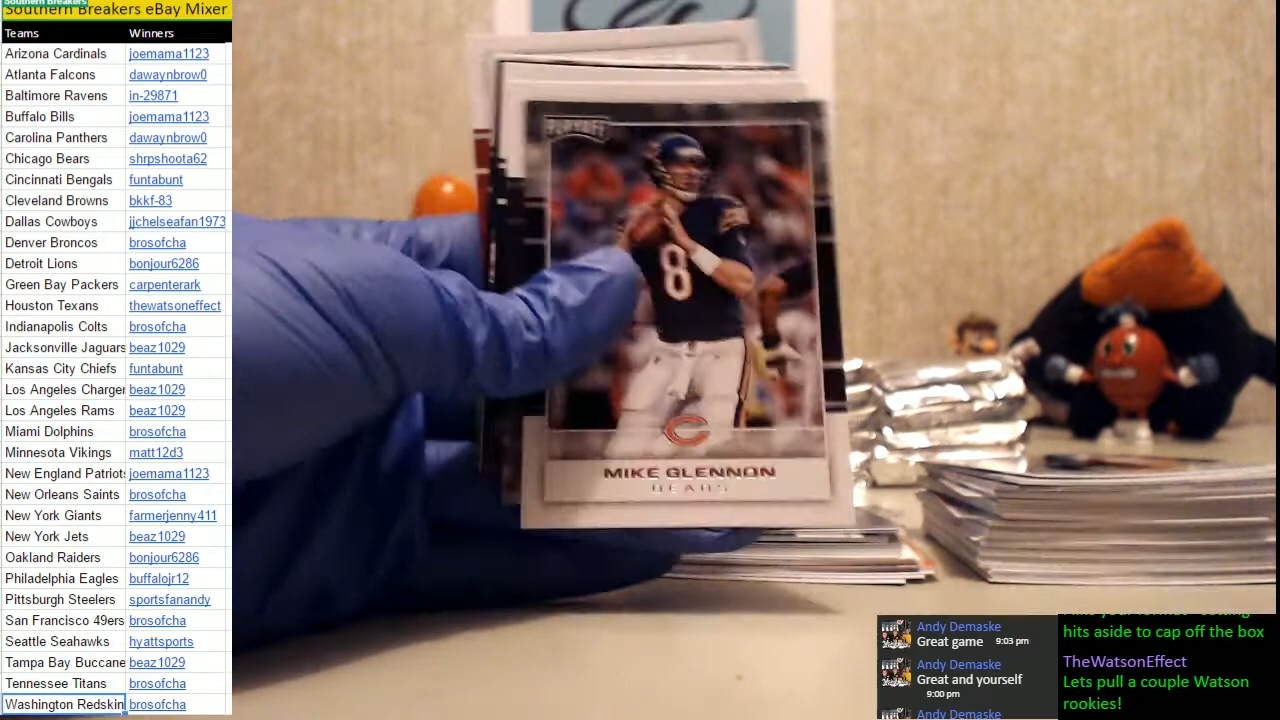 Southern Breakers
Southern Breakers eBay Mixer
Teams Winners
Arizona Cardinals joemama1123
Atlanta Falcons dawaynbrow0
Baltimore Ravens in-29871
Buffalo Bills joemama1123
Carolina Panthers dawaynbrow0
Chicago Bears shrpshoota62
Cincinnati Bengals funtabunt
Cleveland Browns bkkf-83
Dallas Cowboys jjchelseafan1973
Denver Broncos brosofcha
Detroit Lions bonjour6286
Green Bay Packers carpenterark
Houston Texans thewatsoneffect
Indianapolis Colts brosofcha
Jacksonville Jaguars beaz1029
Kansas City Chiefs funtabunt
Los Angeles Charger beaz1029
Los Angeles Rams beaz1029
Miami Dolphins brosofcha
Minnesota Vikings matt12d3
New England Patriots joemama1123
New Orleans Saints brosofcha
New York Giants farmerjenny411
New York Jets beaz1029
Oakland Raiders bonjour6286
Philadelphia Eagles buffalojr12
Pittsburgh Steelers sportsfanandy
San Francisco 49ers brosofcha
Seattle Seahawks hyattsports
Tampa Bay Buccane beaz1029
Tennessee Titans brosofcha
Washington Redskin brosofcha
PLAYOFF
8
MIKE GLENNON
BEARS
Andy Demaske
Great game 9:03 pm
Andy Demaske
Great and yourself
9:00 pm
Andy Demaske
hits aside to cap off the box
TheWatsonEffect
Lets pull a couple Watson
rookies!